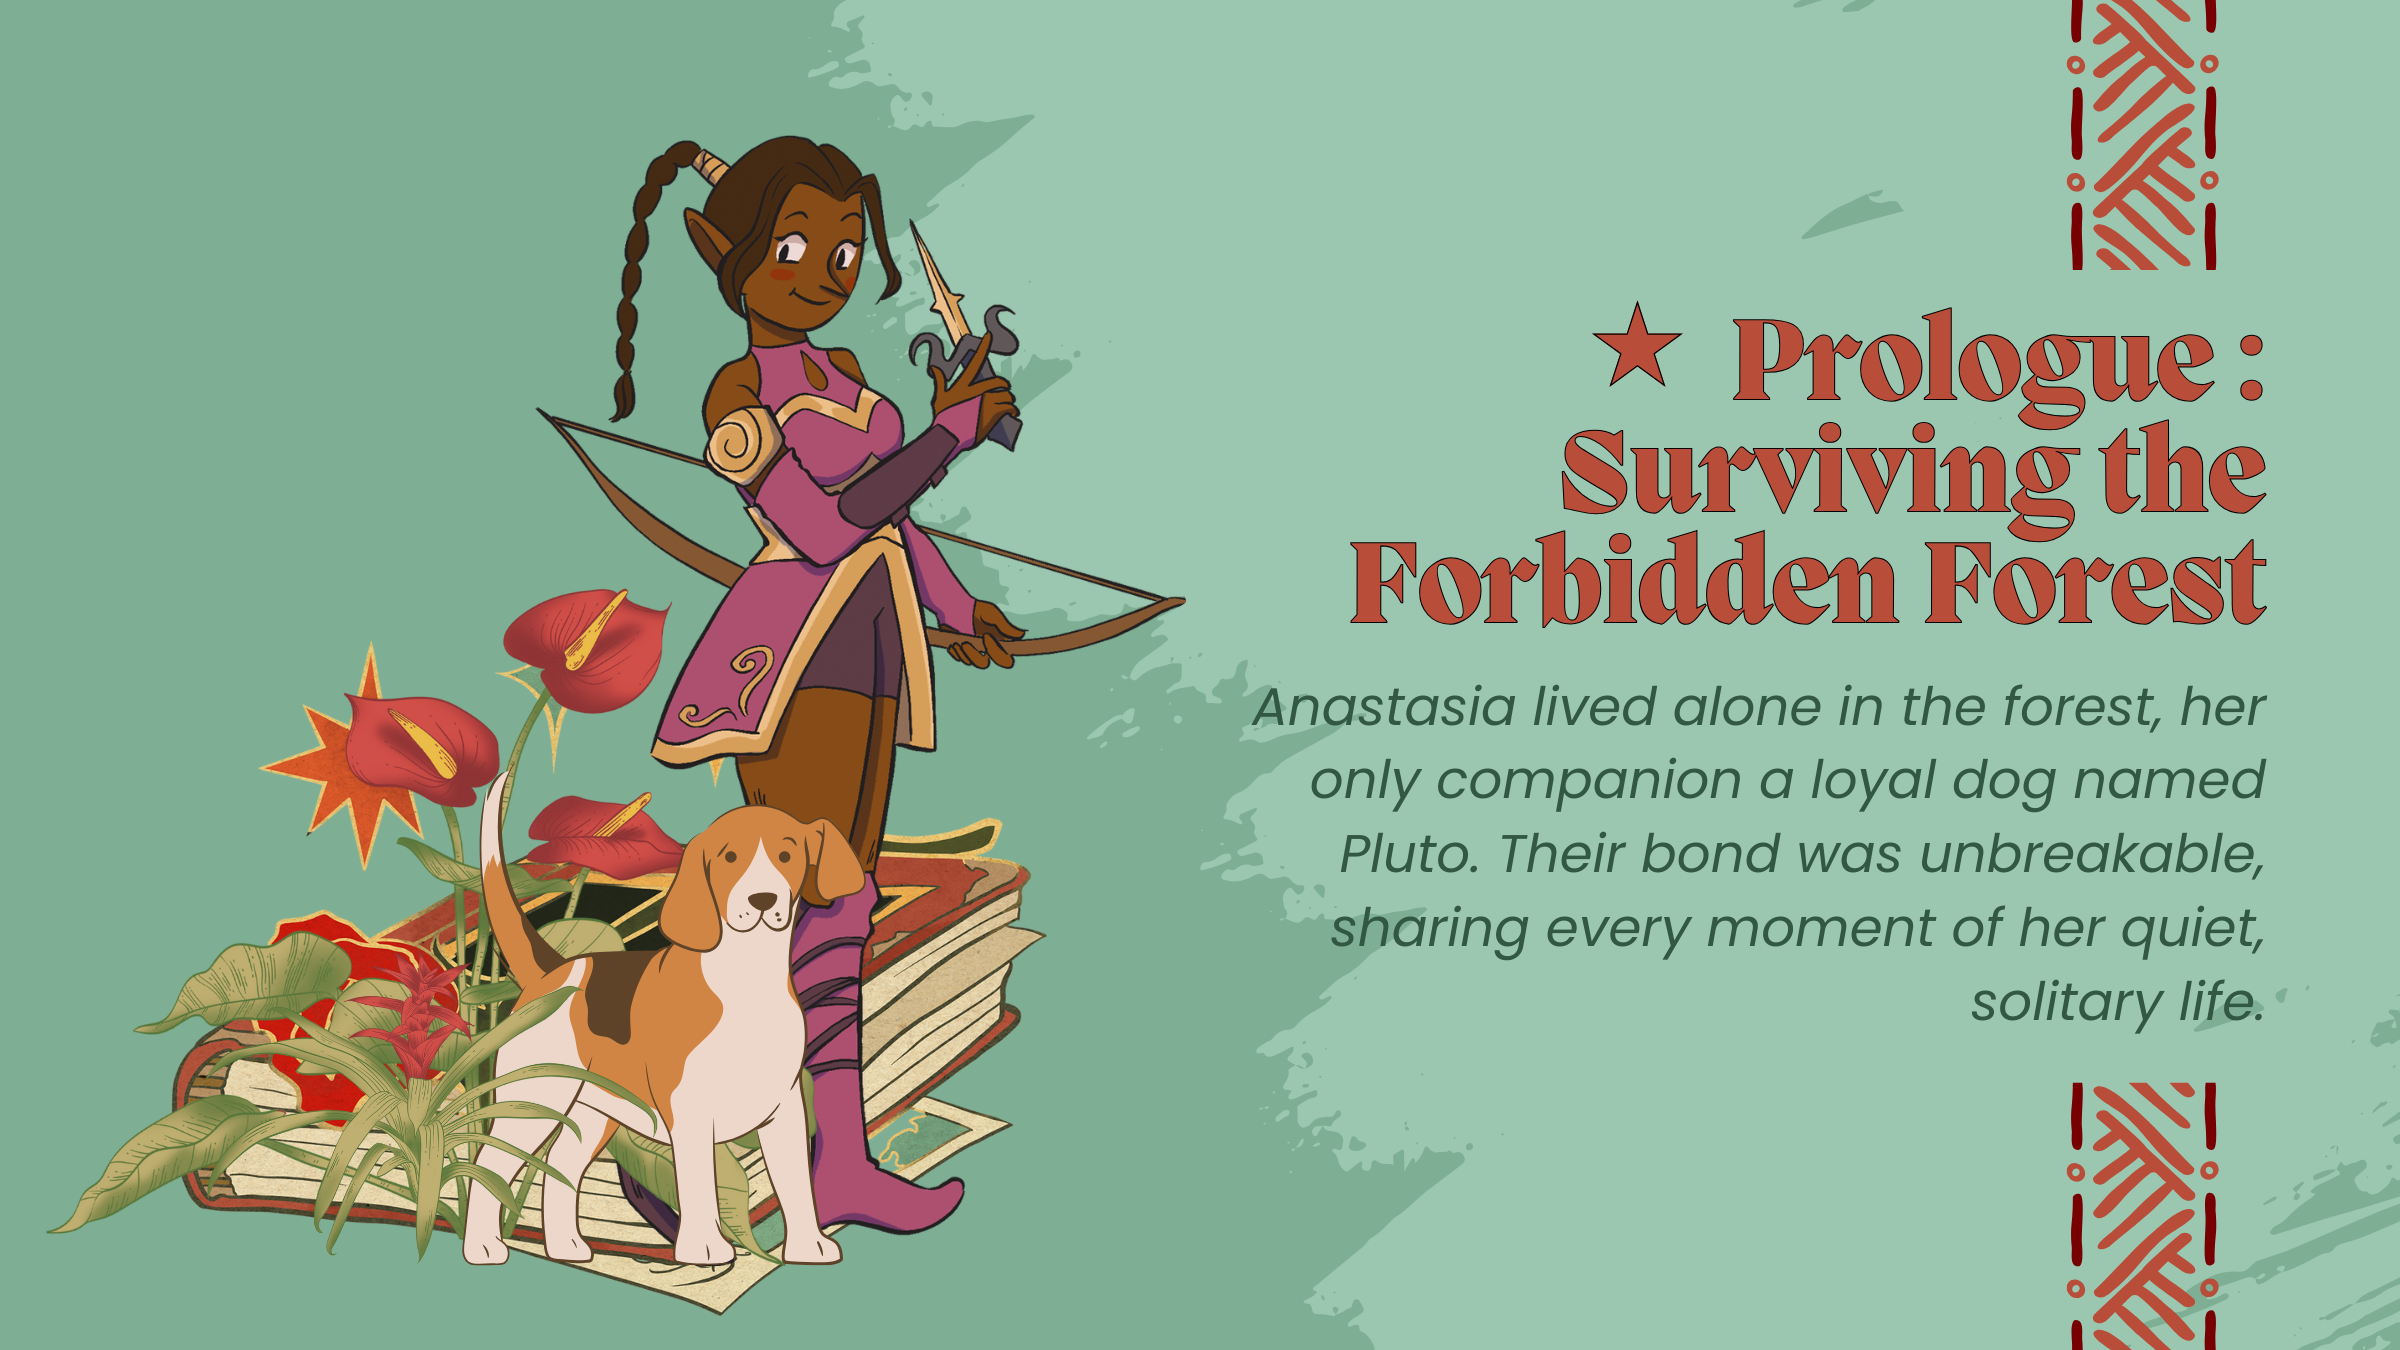 Prologue :
Surviving the
Forbidden Forest
Anastasia lived alone in the forest, her
only companion a loyal dog named
Pluto. Their bond was unbreakable,
sharing every moment of her quiet,
solitary life.